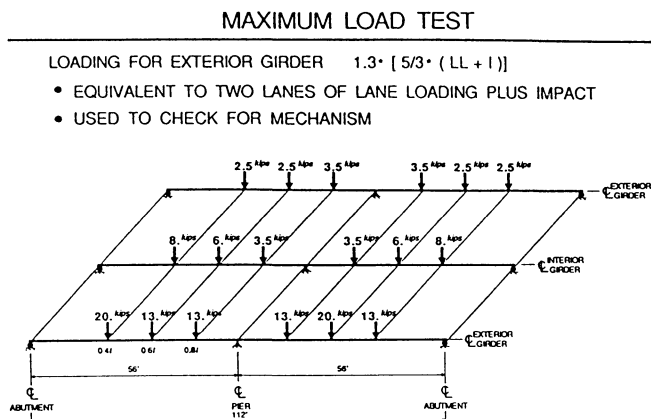 MAXIMUM LOAD TEST
LOADING FOR EXTERIOR GIRDER 1.3· [ 5/3· ( LL + I )]
• EQUIVALENT TO TWO LANES OF LANE LOADING PLUS IMPACT
• USED TO CHECK FOR MECHANISM
2.5 kips 2.5 kips 3.5 kips 3.5 kips 2.5 kips 2.5 kips
℄ EXTERIOR
GIRDER
8. kips 6. kips 3.5 kips 3.5 kips 6. kips 8. kips
℄ INTERIOR
GIRDER
20. kips 13. kips 13. kips 13. kips 20. kips 13. kips
℄ EXTERIOR
GIRDER
0.4l 0.6l 0.8l
56' 56'
℄ ℄ ℄
ABUTMENT PIER ABUTMENT
112'